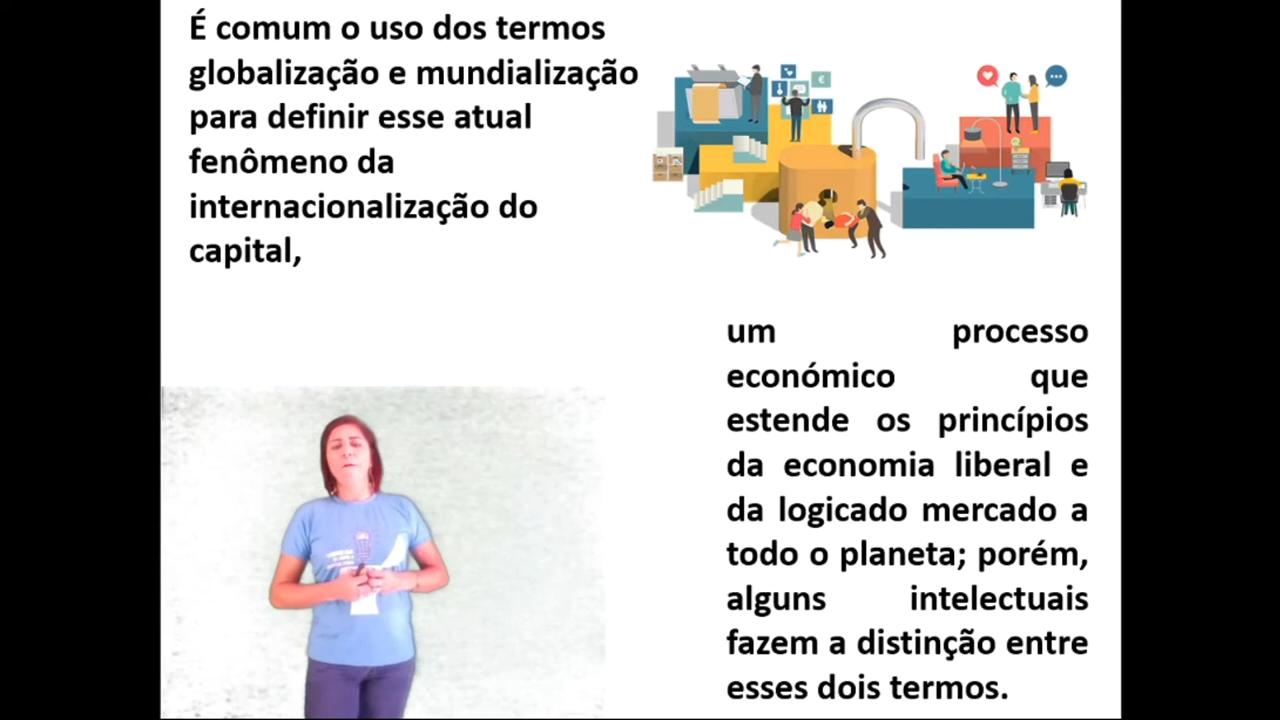 É comum o uso dos termos
globalização e mundialização
para definir esse atual
fenômeno da
internacionalização do
capital,
um processo
económico que
estende os princípios
da economia liberal e
da logicado mercado a
todo o planeta; porém,
alguns intelectuais
fazem a distinção entre
esses dois termos.